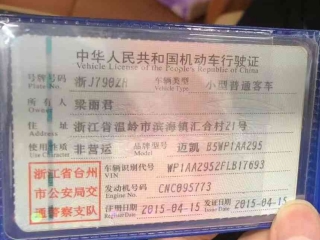 中华人民共和国机动车行驶证
Vehicle License of the People's Republic of China
号牌号码 浙J790ZR 车辆类型 小型普通客车
Plate No. Vehicle Type
所有人 梁丽君
Owner
住址 浙江省温岭市滨海镇汇合村21号
Address
使用性质 非营运 品牌型号 迈凯 B5WP1AA295
Use Character Model
浙江省台州
市公安局交
通警察支队
车辆识别代号 WP1AA2952FLB17693
VIN
发动机号码 CNC095773
Engine No.
注册日期 2015-04-15 发证日期 2015-04-15
Register Date Issue Date